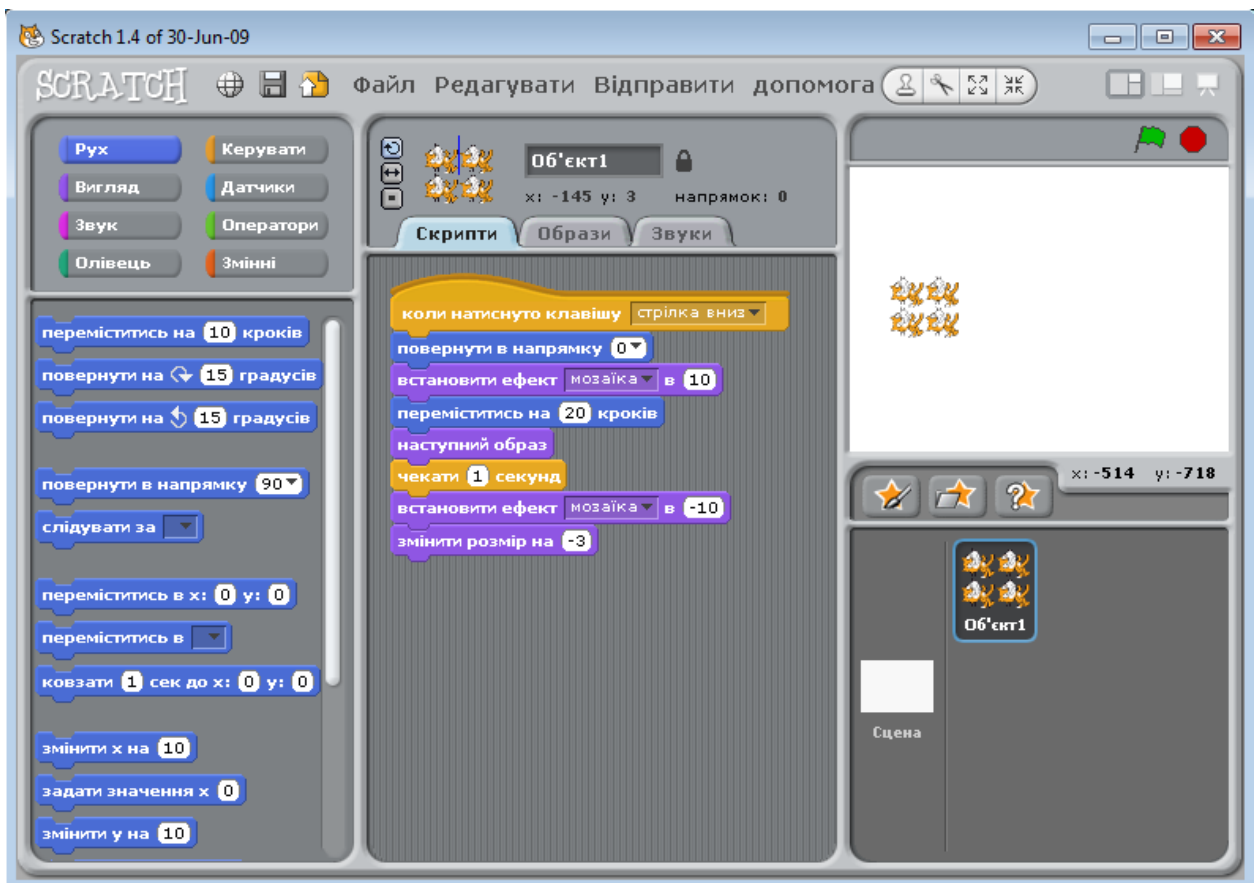 Scratch 1.4 of 30-Jun-09
SCRATCH Файл Редагувати Відправити допомога
Рух Керувати
Вигляд Датчики
Звук Оператори
Олівець Змінні
переміститись на 10 кроків
повернути на 15 градусів
повернути на 15 градусів
повернути в напрямку 90
слідувати за
переміститись в x: 0 y: 0
переміститись в
ковзати 1 сек до x: 0 y: 0
змінити x на 10
задати значення x 0
змінити y на 10
Об'єкт1
x: -145 y: 3 напрямок: 0
Скрипти Образи Звуки
коли натиснуто клавішу стрілка вниз
повернути в напрямку 0
встановити ефект мозаїка в 10
переміститись на 20 кроків
наступний образ
чекати 1 секунд
встановити ефект мозаїка в -10
змінити розмір на -3
x: -514 y: -718
Об'єкт1
Сцена